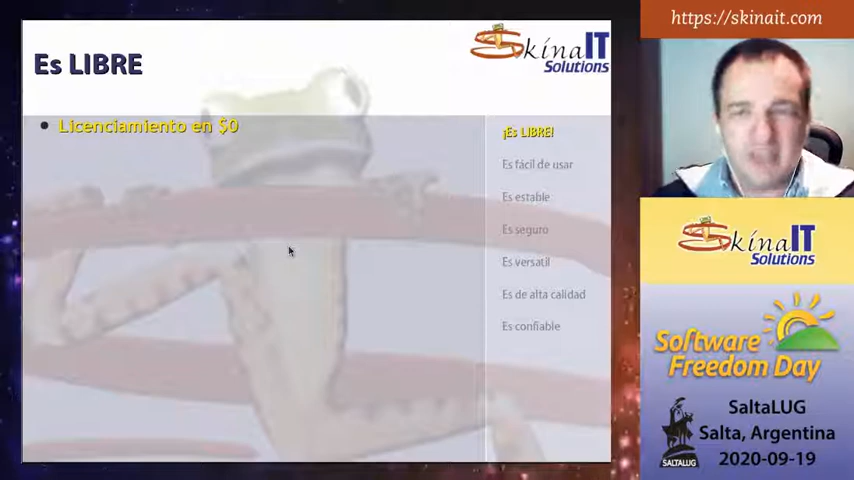 Es LIBRE
SkinaIT
Solutions
• Licenciamiento en $0
¡Es LIBRE!
Es fácil de usar
Es estable
Es seguro
Es versatil
Es de alta calidad
Es confiable
https://skinait.com
SkínaIT
Solutions
Software
Freedom Day
SALTALUG
SaltaLUG
Salta, Argentina
2020-09-19